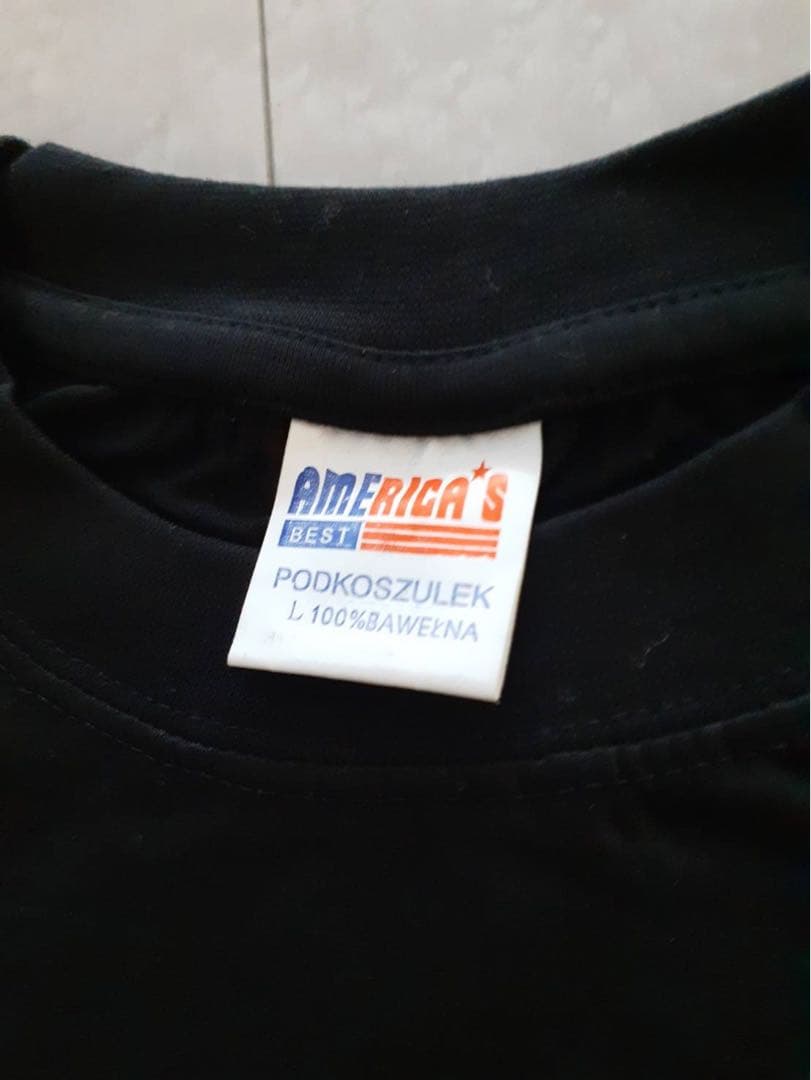 AMERICA'S
BEST
PODKOSZULEK
L 100%BAWEŁNA